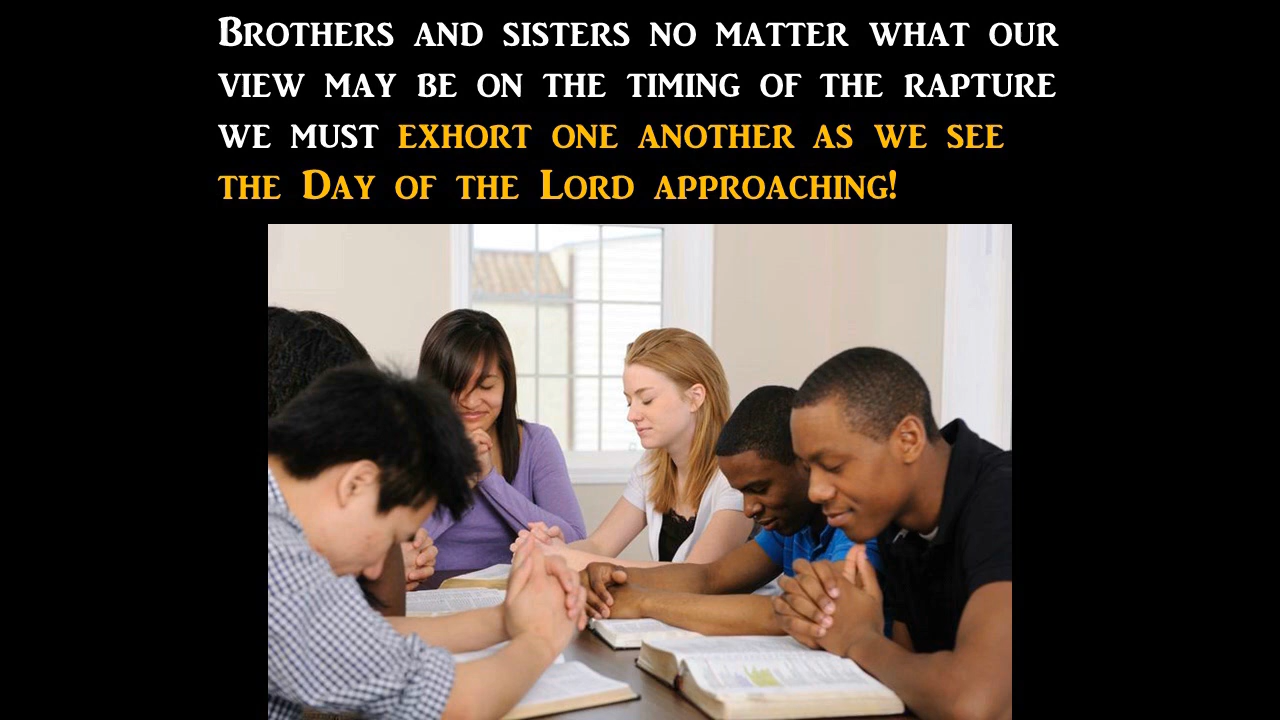 Brothers and sisters no matter what our
view may be on the timing of the rapture
we must exhort one another as we see
the Day of the Lord approaching!